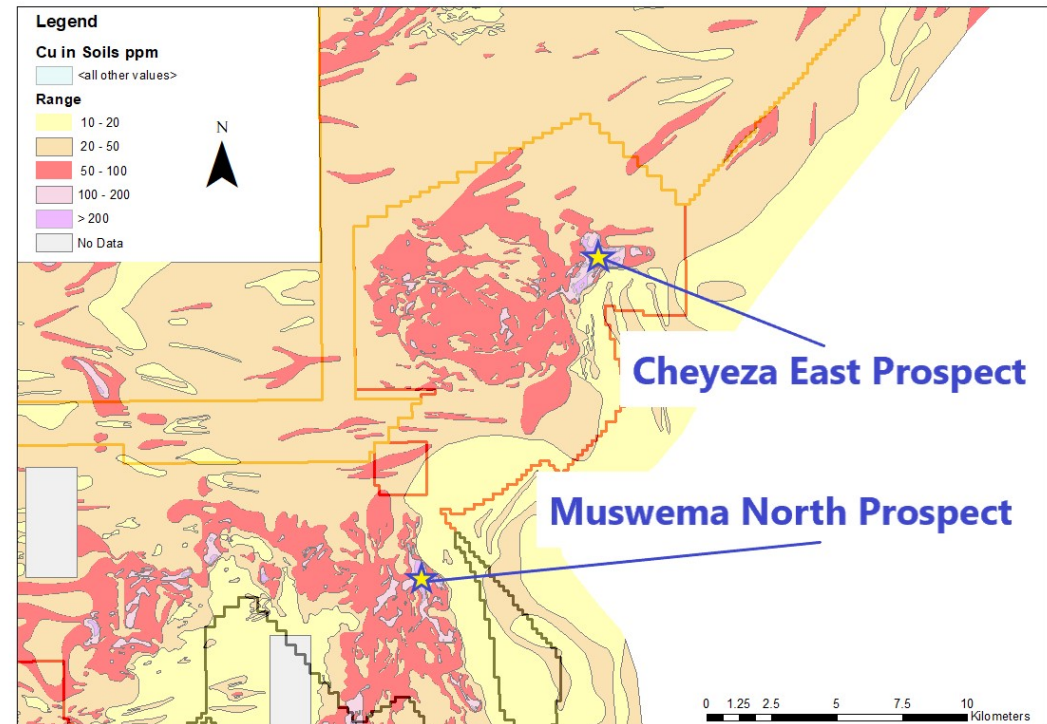 Legend
Cu in Soils ppm
<all other values>
Range
10 - 20
20 - 50
50 - 100
100 - 200
> 200
No Data
N
Cheyeza East Prospect
Muswema North Prospect
0 1.25 2.5 5 7.5 10
Kilometers